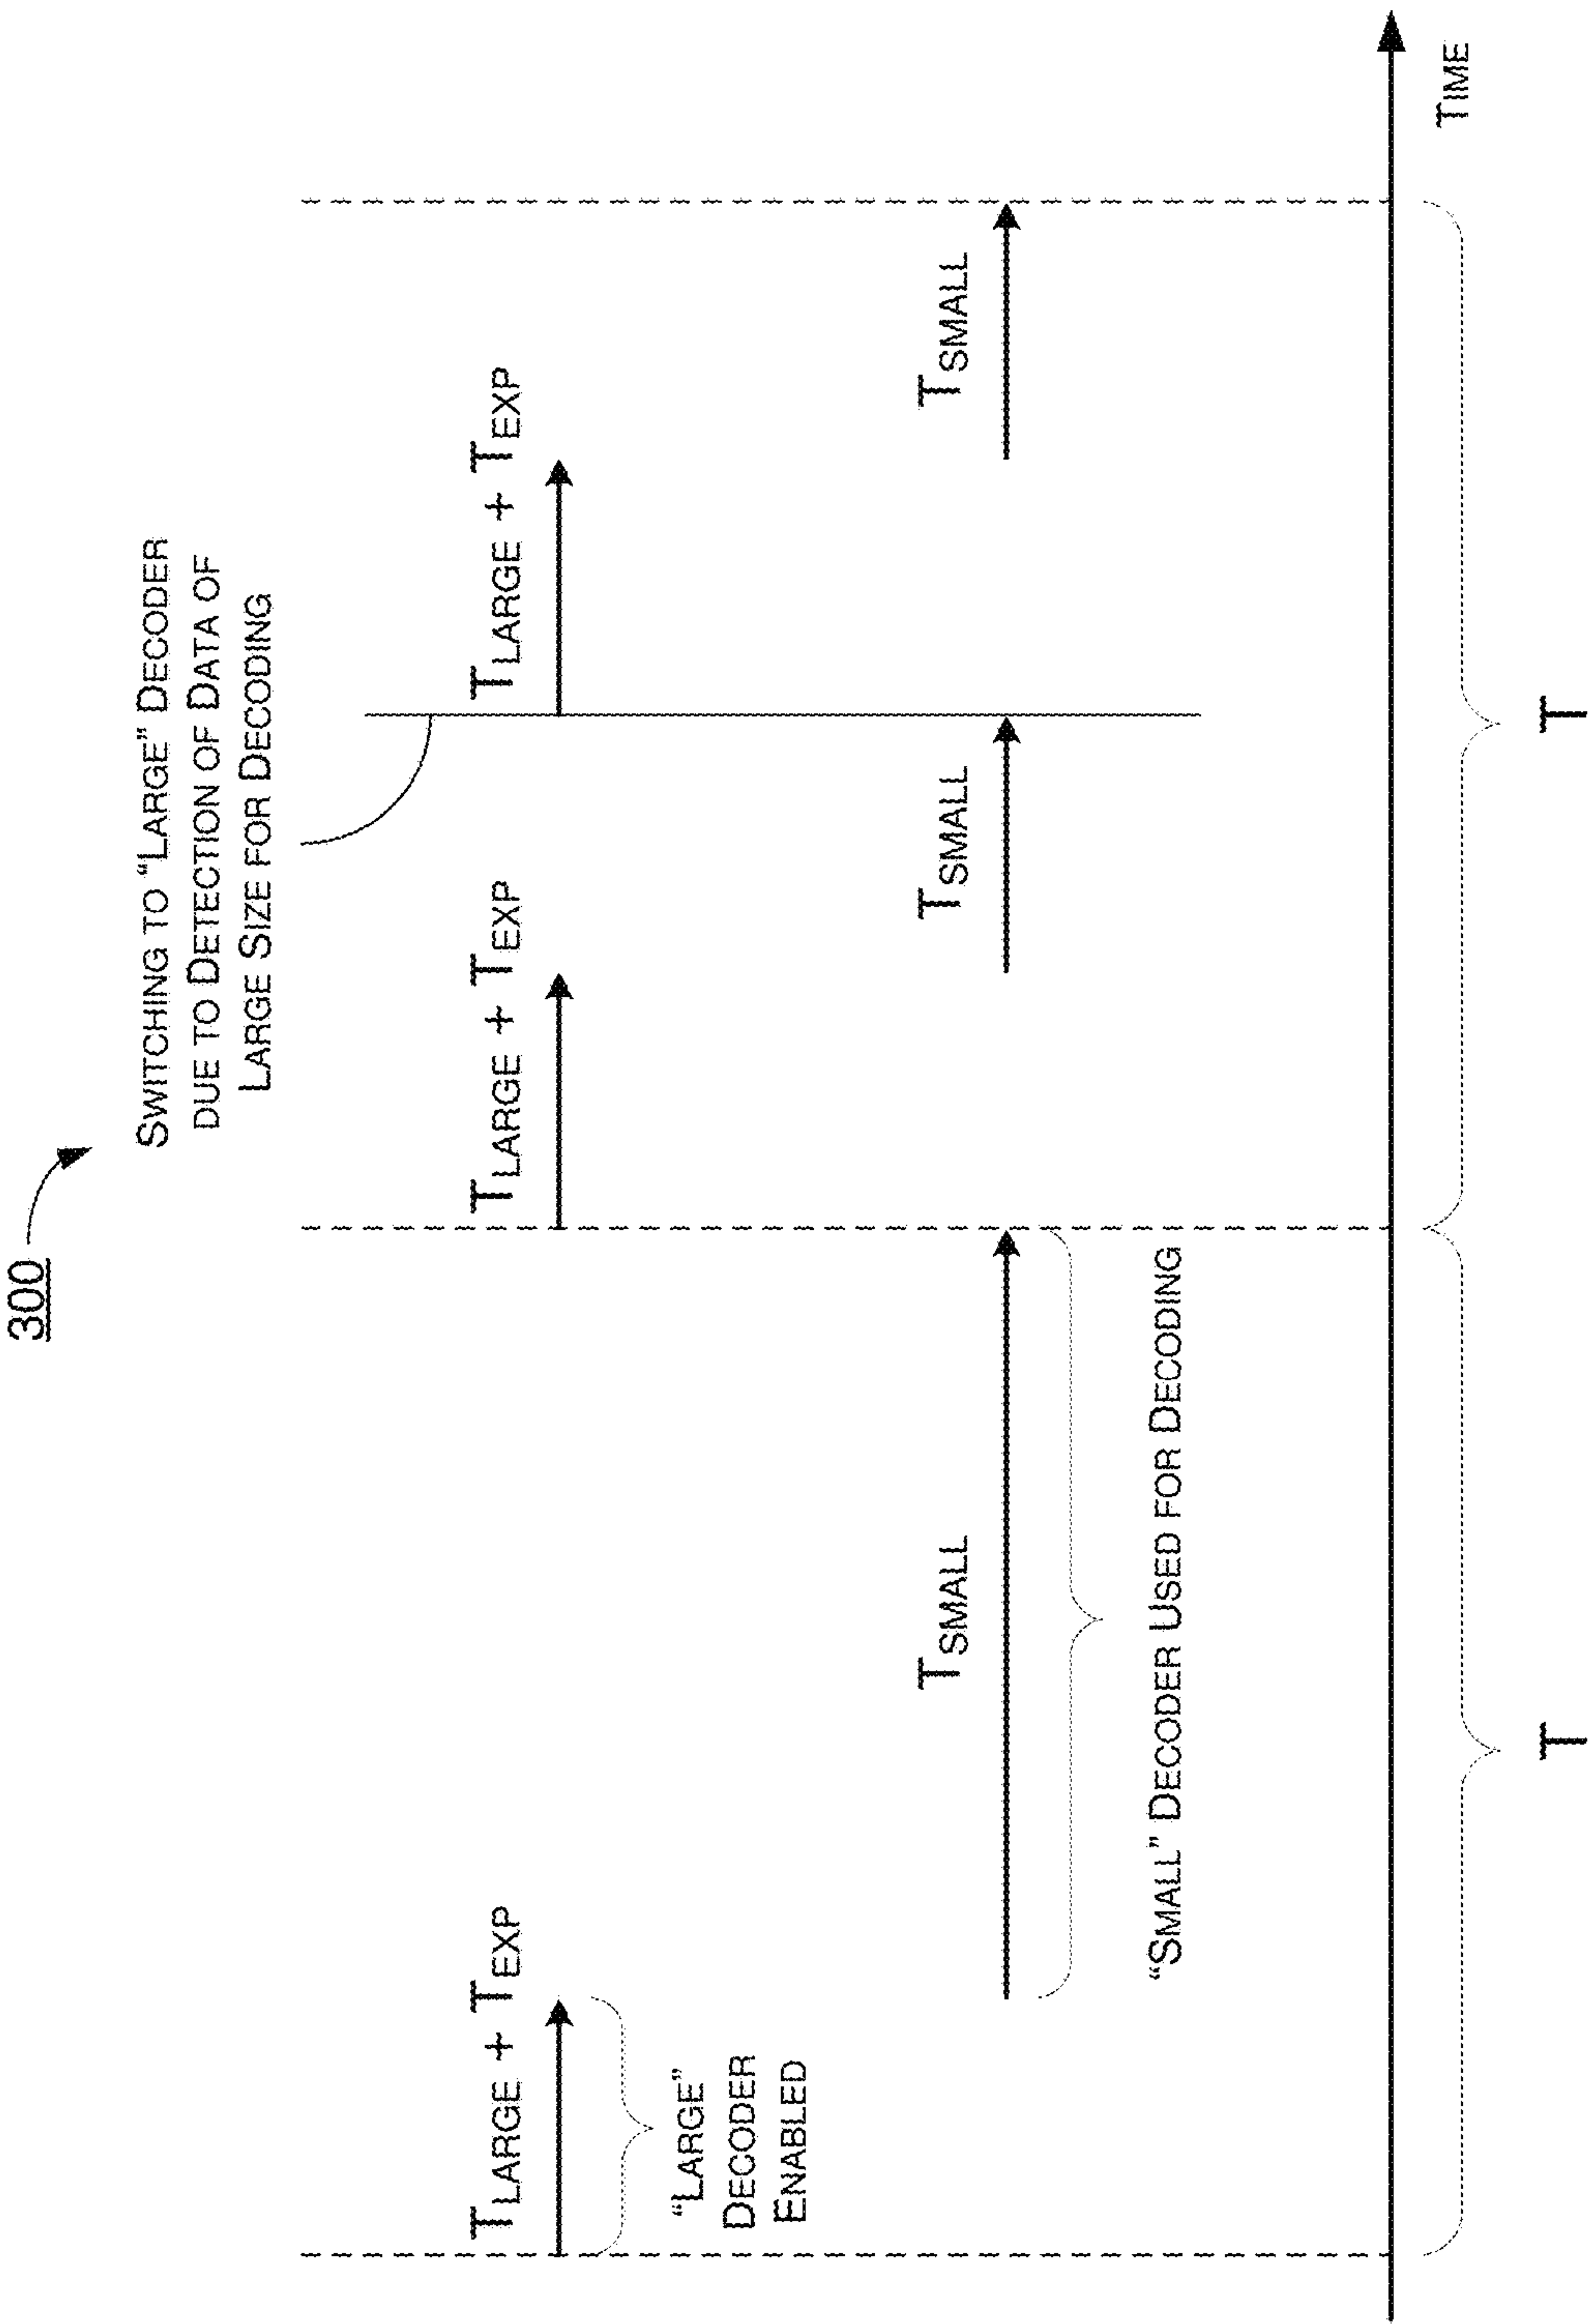 300
SWITCHING TO "LARGE" DECODER
DUE TO DETECTION OF DATA OF
LARGE SIZE FOR DECODING
TLARGE + TEXP
TLARGE + TEXP
TLARGE + TEXP
"LARGE"
DECODER
ENABLED
TSMALL
TSMALL
TSMALL
"SMALL" DECODER USED FOR DECODING
TIME
T
T